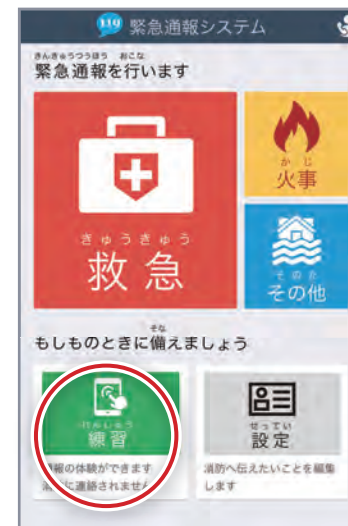 119 緊急通報システム
きんきゅうつうほう おこな
緊急通報を行います
きゅうきゅう
救急
かじ
火事
そのた
その他
そな
もしものときに備えましょう
れんしゅう
練習
報の体験ができます
に連絡されません
せってい
設定
消防へ伝えたいことを編集
します